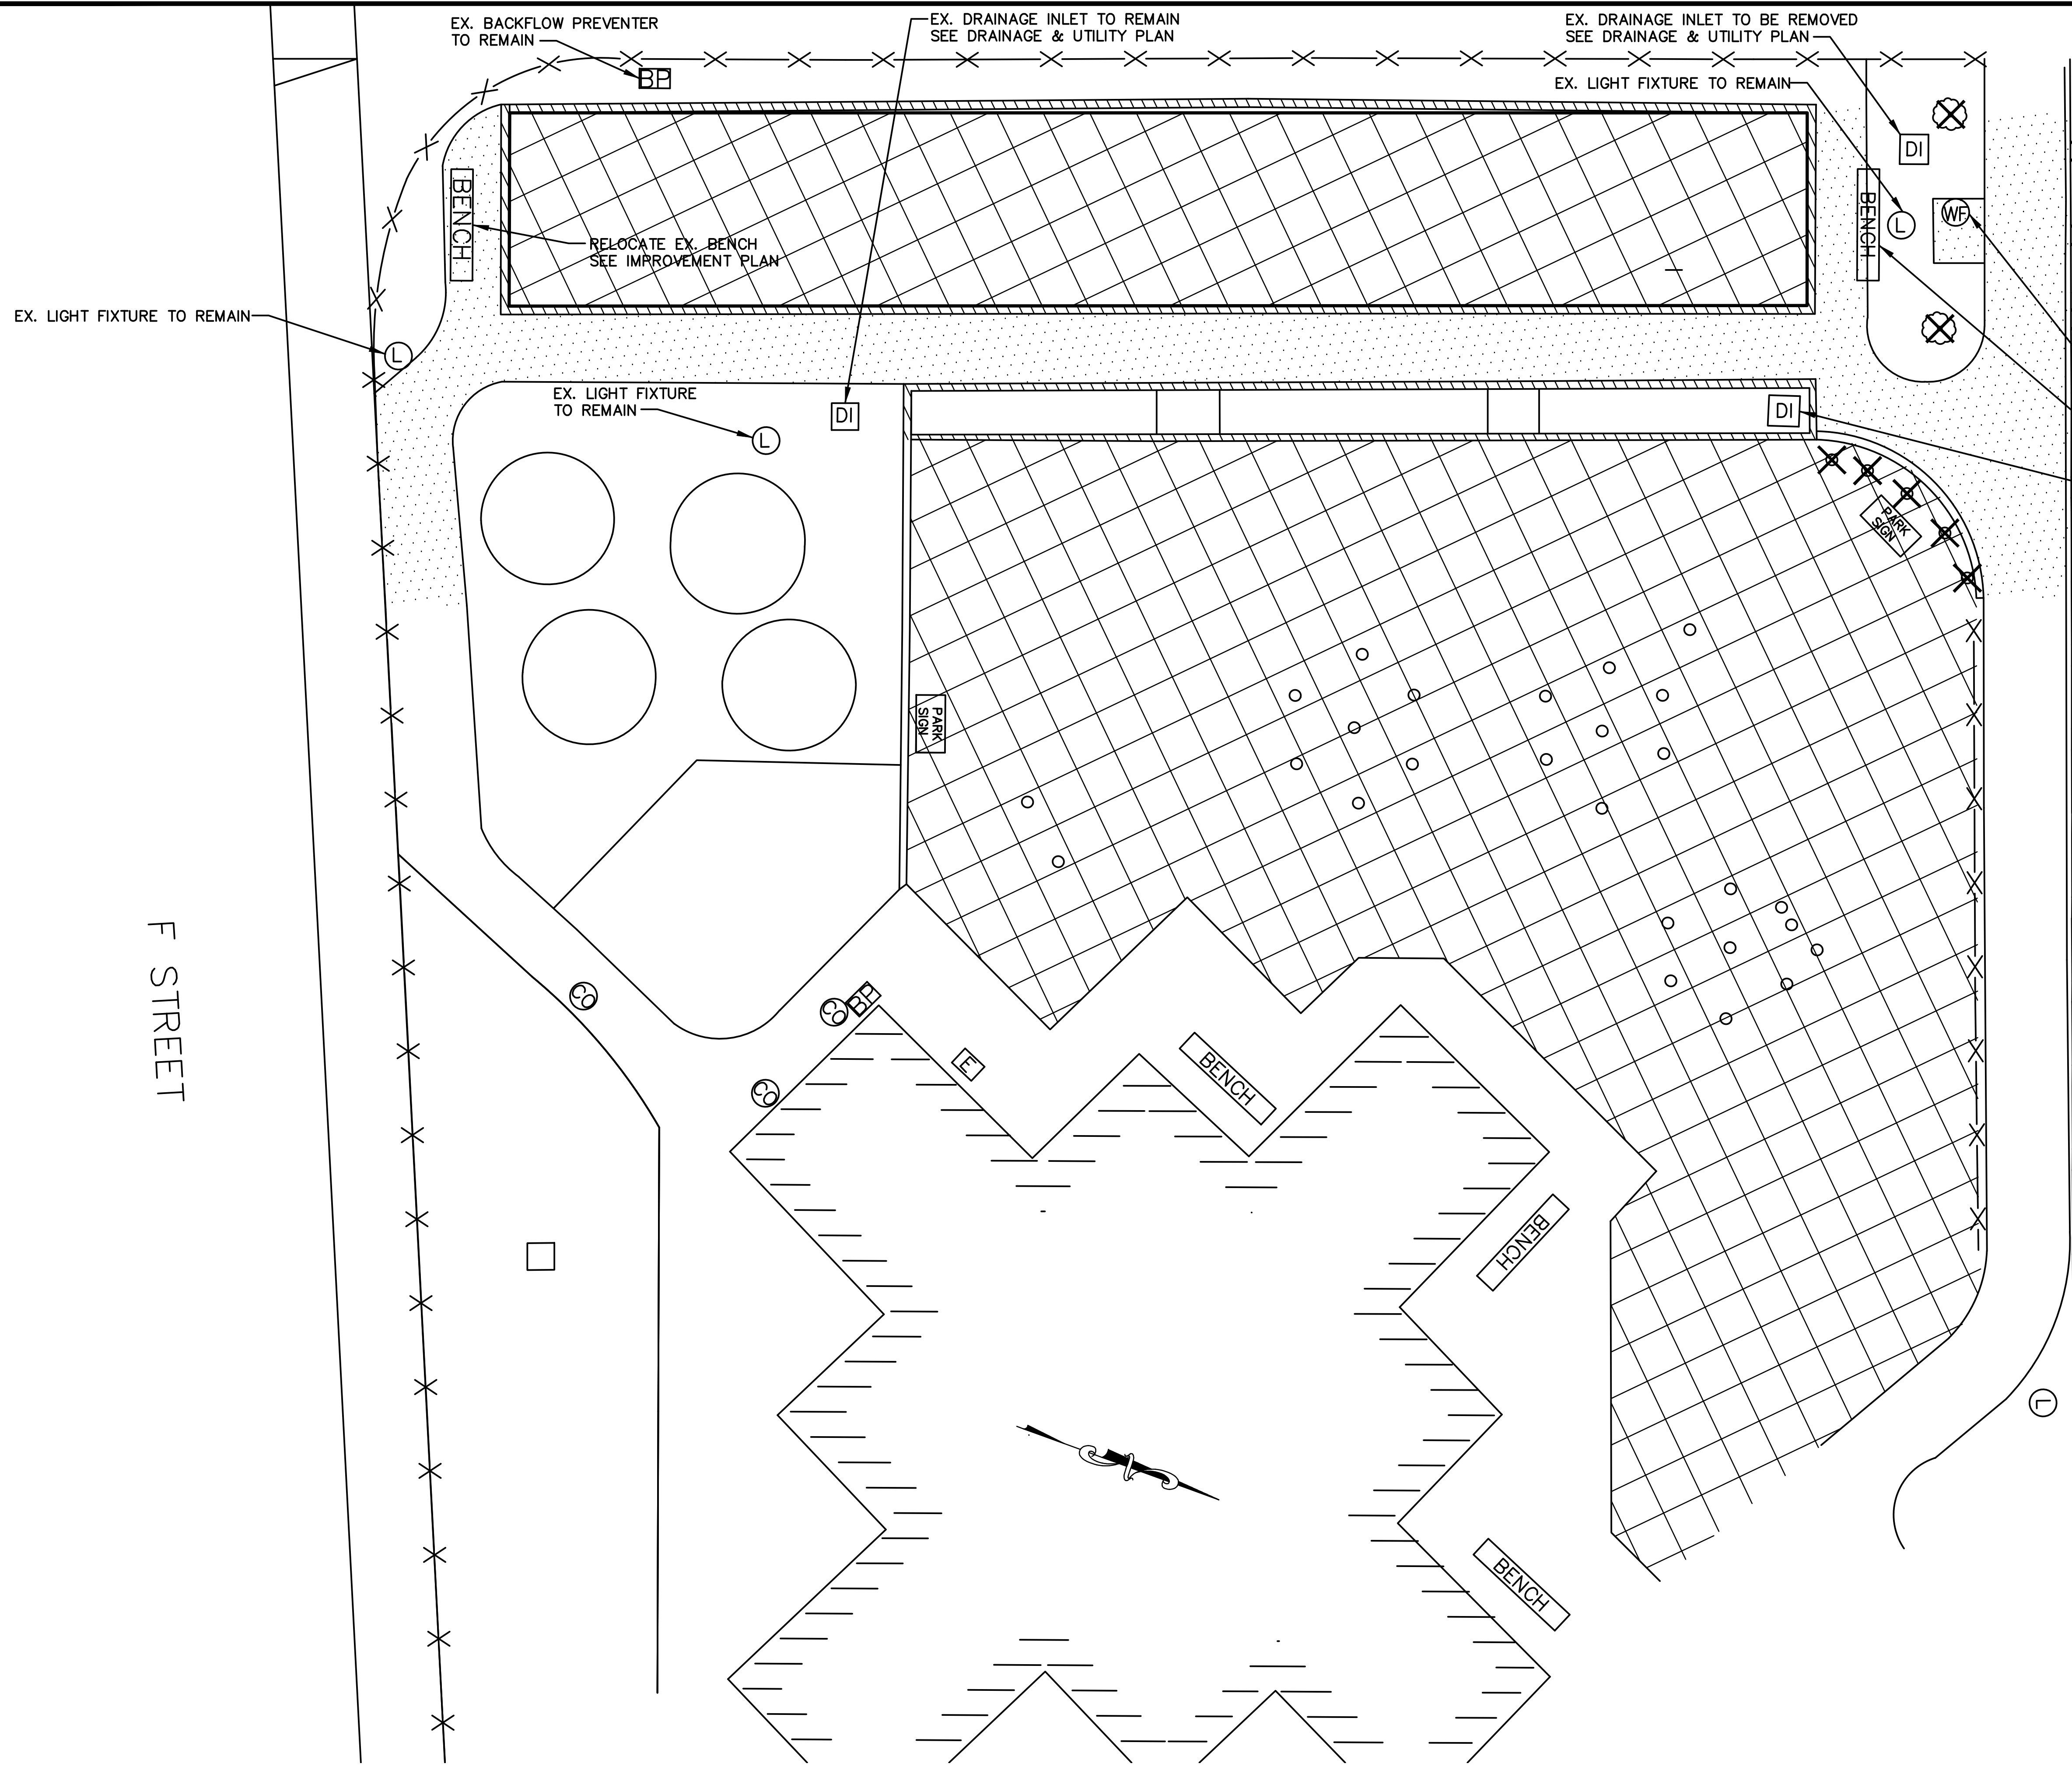 EX. BACKFLOW PREVENTER
TO REMAIN
EX. DRAINAGE INLET TO REMAIN
SEE DRAINAGE & UTILITY PLAN
EX. DRAINAGE INLET TO BE REMOVED
SEE DRAINAGE & UTILITY PLAN
BP
EX. LIGHT FIXTURE TO REMAIN
DI
BENCH
BENCH
L
WF
RELOCATE EX. BENCH
SEE IMPROVEMENT PLAN
EX. LIGHT FIXTURE TO REMAIN
L
EX. LIGHT FIXTURE
TO REMAIN
L
DI
DI
PARK
SIGN
PARK
SIGN
F STREET
CO
CO
BP
E
CO
BENCH
BENCH
L
BENCH